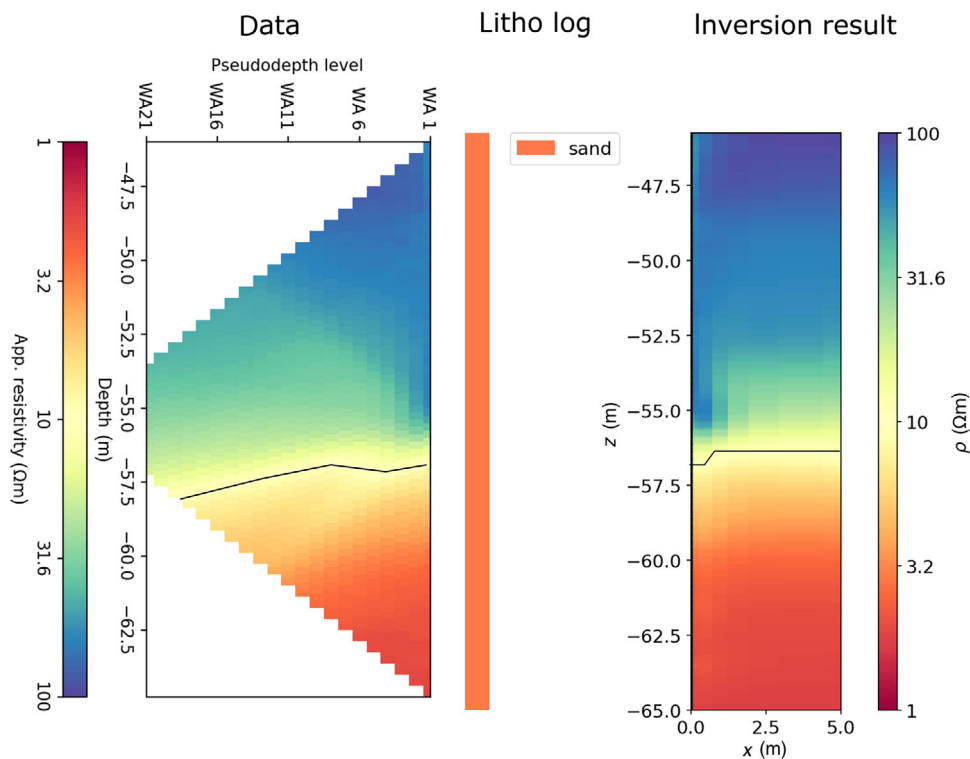 Data
Litho log
Inversion result
Pseudodepth level
WA21
WA16
WA11
WA 6
WA 1
1
3.2
10
31.6
100
App. resistivity (Ωm)
−47.5
−50.0
−52.5
−55.0
−57.5
−60.0
−62.5
Depth (m)
sand
−47.5
−50.0
−52.5
−55.0
−57.5
−60.0
−62.5
−65.0
z (m)
0.0
2.5
5.0
x (m)
100
31.6
10
3.2
1
ρ (Ωm)